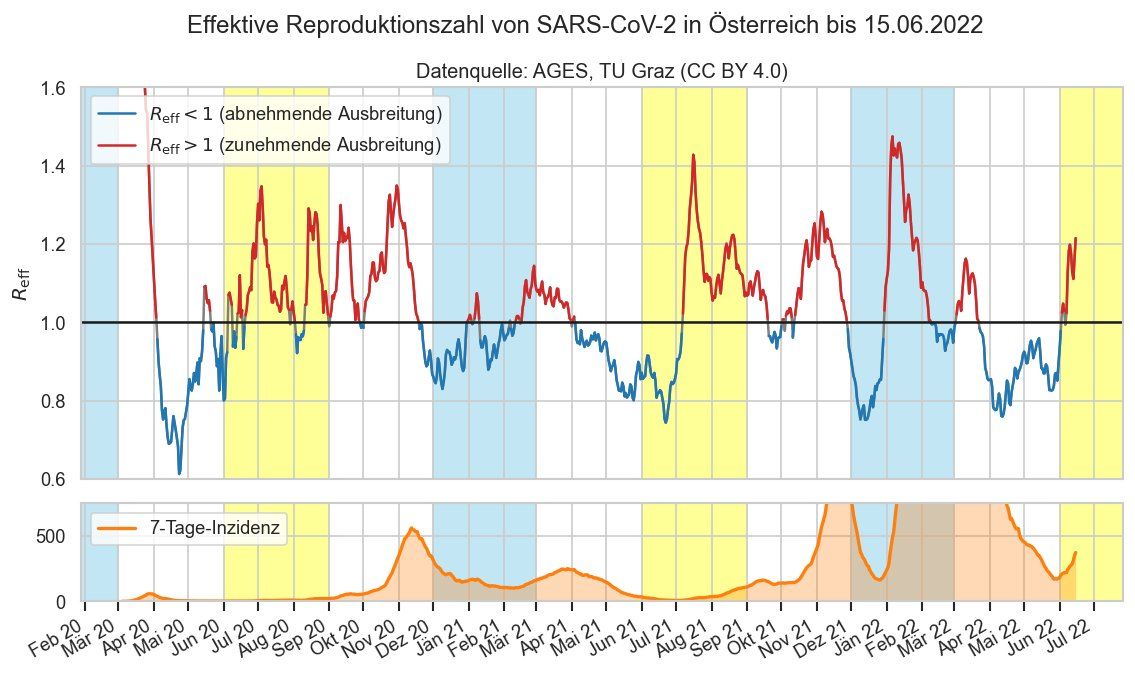 Effektive Reproduktionszahl von SARS-CoV-2 in Österreich bis 15.06.2022
Datenquelle: AGES, TU Graz (CC BY 4.0)
1.6
1.4
1.2
1.0
0.8
0.6
Reff
Reff < 1 (abnehmende Ausbreitung)
Reff > 1 (zunehmende Ausbreitung)
500
0
7-Tage-Inzidenz
Feb 20
Mär 20
Apr 20
Mai 20
Jun 20
Jul 20
Aug 20
Sep 20
Okt 20
Nov 20
Dez 20
Jän 21
Feb 21
Mär 21
Apr 21
Mai 21
Jun 21
Jul 21
Aug 21
Sep 21
Okt 21
Nov 21
Dez 21
Jän 22
Feb 22
Mär 22
Apr 22
Mai 22
Jun 22
Jul 22